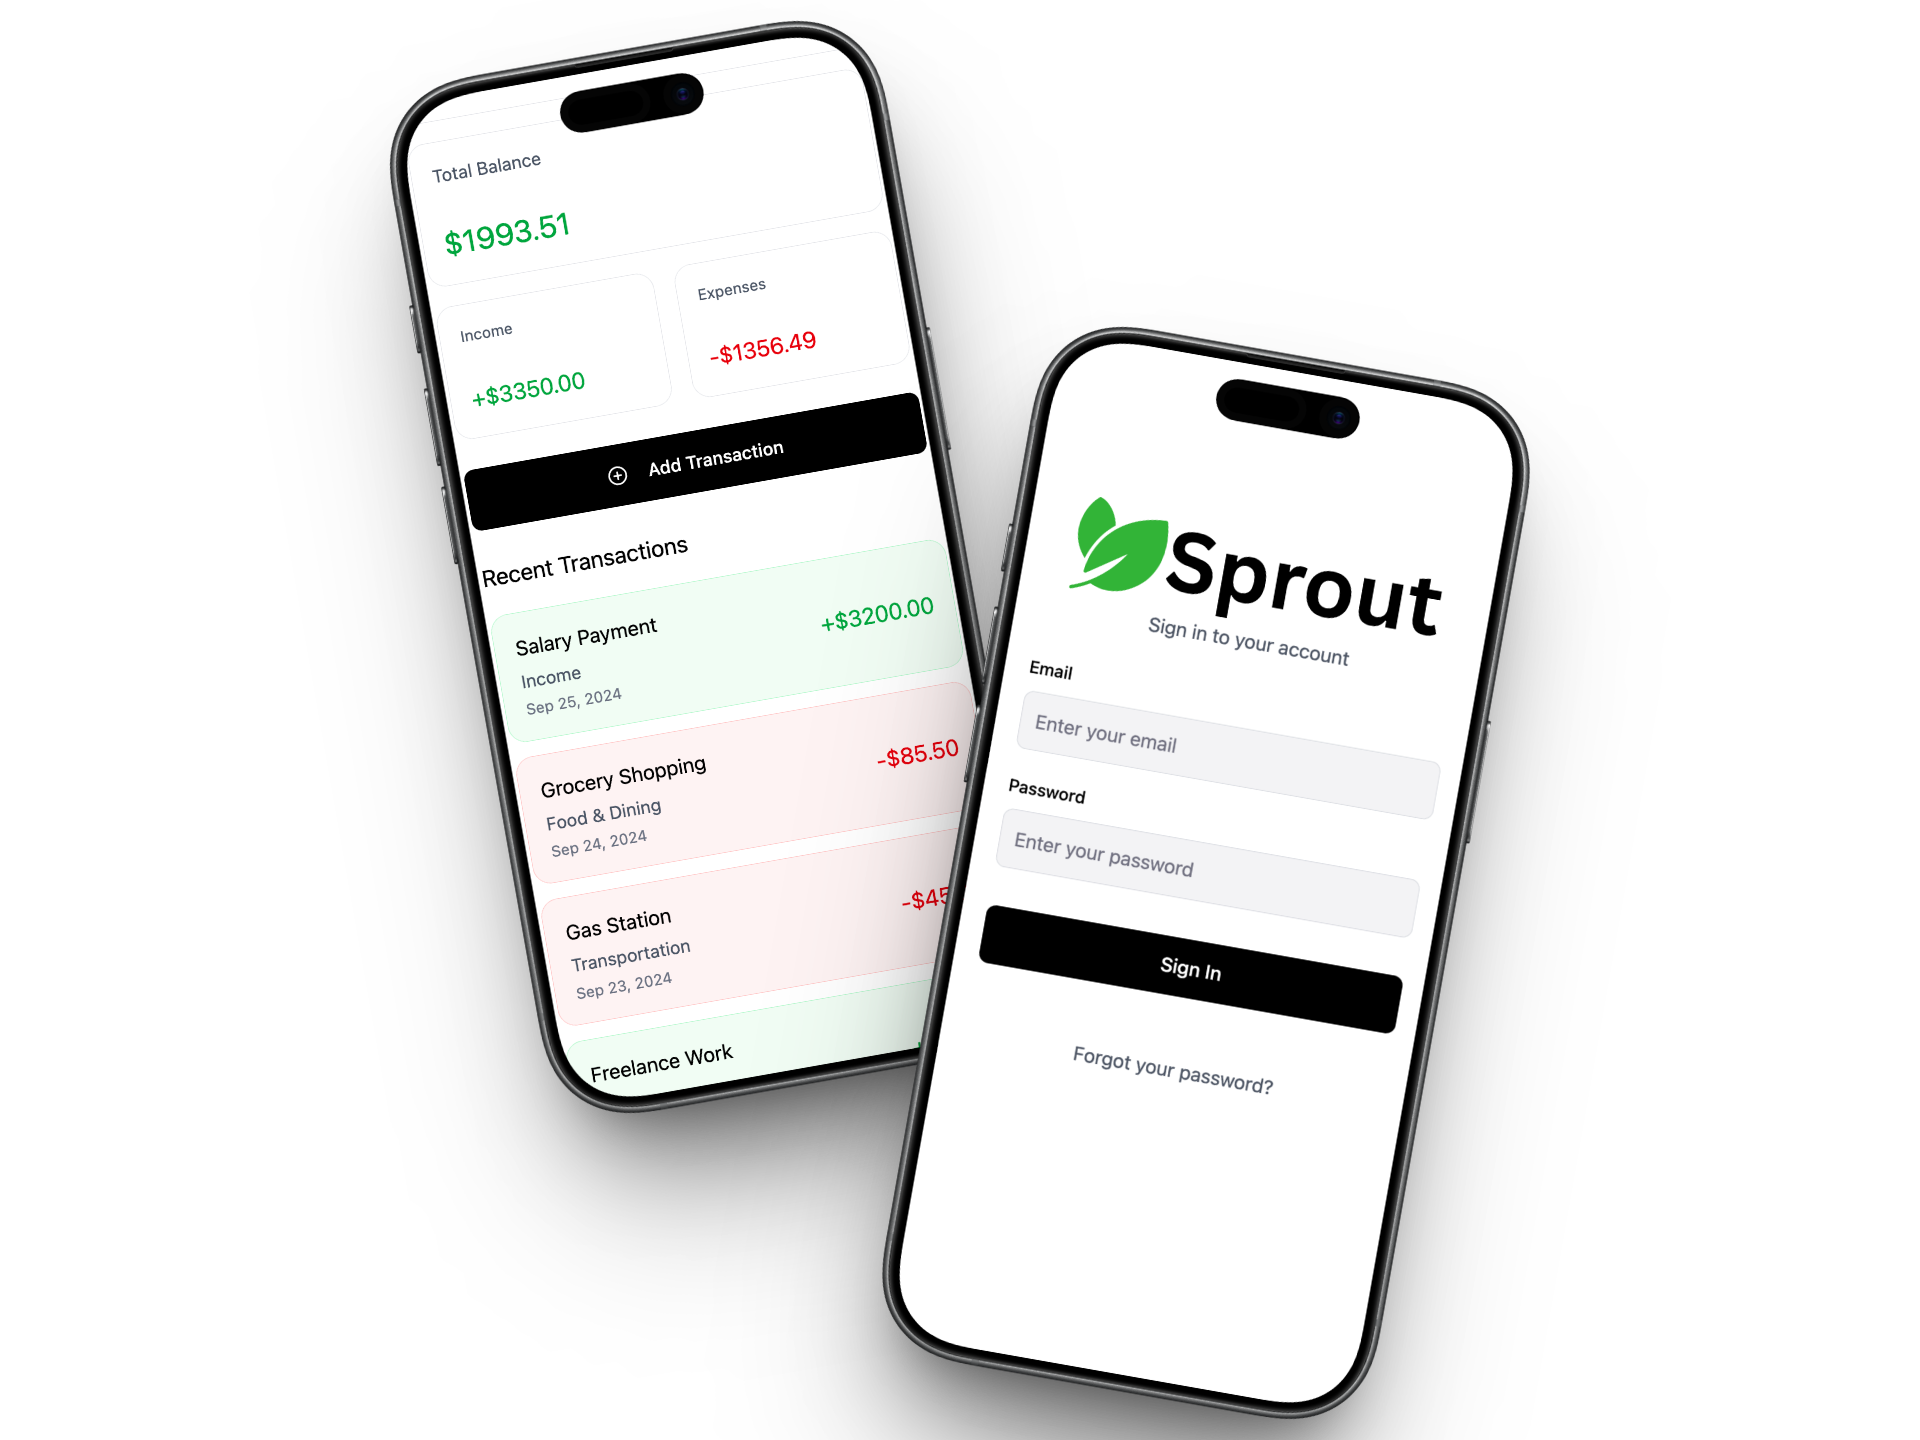 Total Balance
$1993.51
Income
+$3350.00
Expenses
-$1356.49
Add Transaction
Recent Transactions
Salary Payment
+$3200.00
Income
Sep 25, 2024
Grocery Shopping
-$85.50
Food & Dining
Sep 24, 2024
Gas Station
-$45
Transportation
Sep 23, 2024
Freelance Work
Sprout
Sign in to your account
Email
Enter your email
Password
Enter your password
Sign In
Forgot your password?